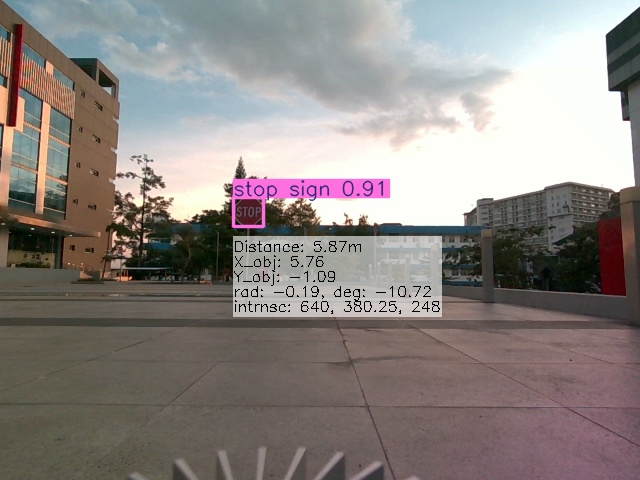 stop sign 0.91
STOP
Distance: 5.87m
X_obj: 5.76
Y_obj: −1.09
rad: −0.19, deg: −10.72
intrnsc: 640, 380.25, 248